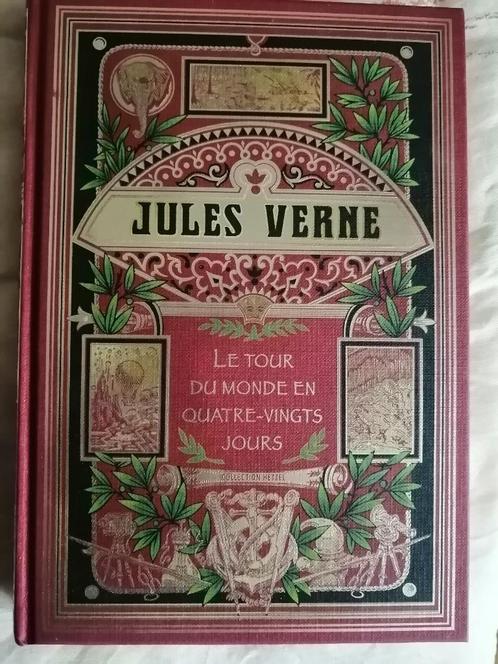 JULES VERNE
LE TOUR
DU MONDE EN
QUATRE-VINGTS
JOURS
COLLECTION HETZEL